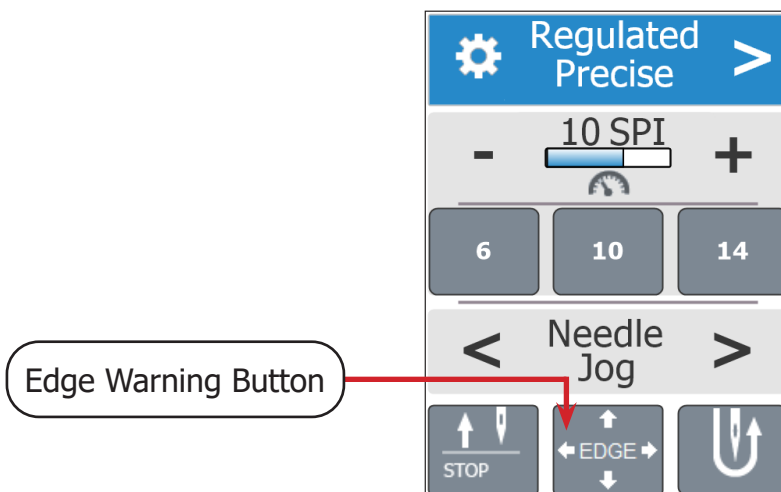 Regulated
Precise
>
10 SPI
- +
6 10 14
< Needle >
Jog
Edge Warning Button
STOP
EDGE